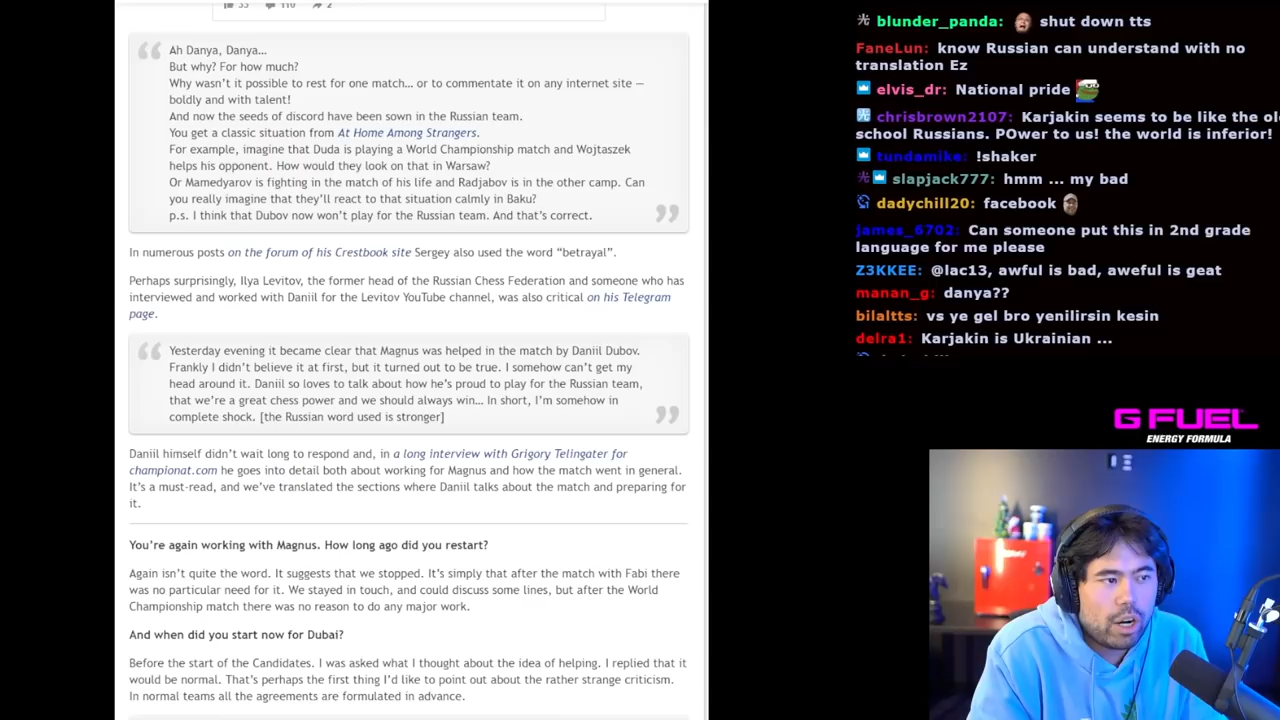 35 110 2
Ah Danya, Danya…
But why? For how much?
Why wasn't it possible to rest for one match… or to commentate it on any internet site —
boldly and with talent!
And now the seeds of discord have been sown in the Russian team.
You get a classic situation from At Home Among Strangers.
For example, imagine that Duda is playing a World Championship match and Wojtaszek
helps his opponent. How would they look on that in Warsaw?
Or Mamedyarov is fighting in the match of his life and Radjabov is in the other camp. Can
you really imagine that they'll react to that situation calmly in Baku?
p.s. I think that Dubov now won't play for the Russian team. And that's correct.
In numerous posts on the forum of his Crestbook site Sergey also used the word “betrayal”.
Perhaps surprisingly, Ilya Levitov, the former head of the Russian Chess Federation and someone who has
interviewed and worked with Daniil for the Levitov YouTube channel, was also critical on his Telegram
page.
Yesterday evening it became clear that Magnus was helped in the match by Daniil Dubov.
Frankly I didn't believe it at first, but it turned out to be true. I somehow can't get my
head around it. Daniil so loves to talk about how he's proud to play for the Russian team,
that we're a great chess power and we should always win… In short, I'm somehow in
complete shock. [the Russian word used is stronger]
Daniil himself didn't wait long to respond and, in a long interview with Grigory Telingater for
championat.com he goes into detail both about working for Magnus and how the match went in general.
It's a must-read, and we've translated the sections where Daniil talks about the match and preparing for
it.
You're again working with Magnus. How long ago did you restart?
Again isn't quite the word. It suggests that we stopped. It's simply that after the match with Fabi there
was no particular need for it. We stayed in touch, and could discuss some lines, but after the World
Championship match there was no reason to do any major work.
And when did you start now for Dubai?
Before the start of the Candidates. I was asked what I thought about the idea of helping. I replied that it
would be normal. That's perhaps the first thing I'd like to point out about the rather strange criticism.
In normal teams all the agreements are formulated in advance.
blunder_panda: shut down tts
FaneLun: know Russian can understand with no
translation Ez
elvis_dr: National pride
chrisbrown2107: Karjakin seems to be like the old
school Russians. POwer to us! the world is inferior!
tundamike: !shaker
slapjack777: hmm ... my bad
dadychill20: facebook
james_6702: Can someone put this in 2nd grade
language for me please
Z3KKEE: @lac13, awful is bad, aweful is geat
manan_g: danya??
bilaltts: vs ye gel bro yenilirsin kesin
delra1: Karjakin is Ukrainian ...
G FUEL
ENERGY FORMULA